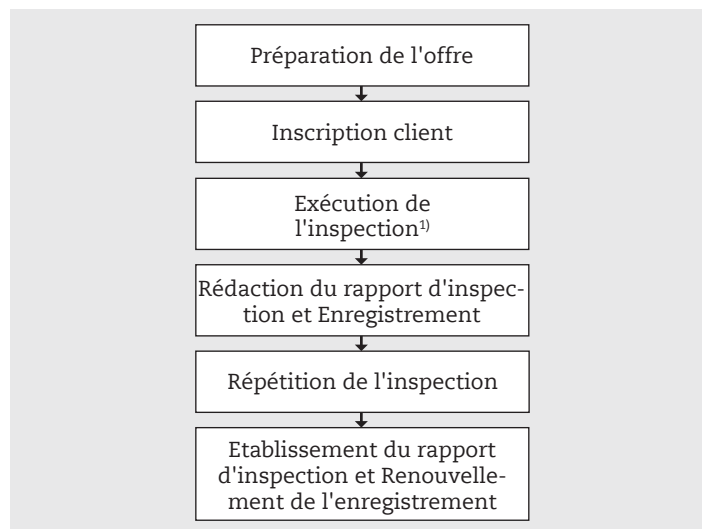 Préparation de l'offre
Inscription client
Exécution de
l'inspection¹⁾
Rédaction du rapport d'inspec-
tion et Enregistrement
Répétition de l'inspection
Etablissement du rapport
d'inspection et Renouvelle-
ment de l'enregistrement